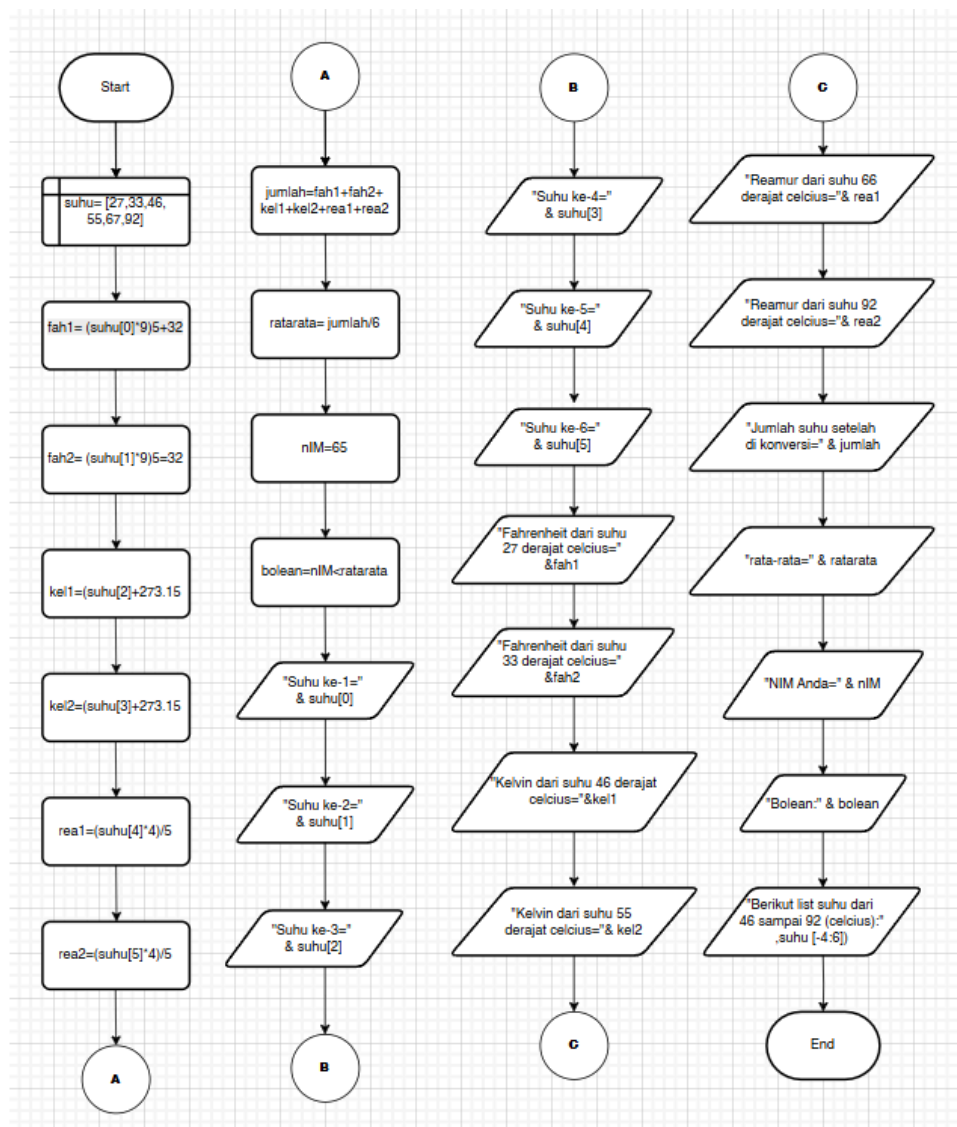 Start
suhu= [27,33,46,
55,67,92]
fah1= (suhu[0]*9)5+32
fah2= (suhu[1]*9)5=32
kel1=(suhu[2]+273.15
kel2=(suhu[3]+273.15
rea1=(suhu[4]*4)/5
rea2=(suhu[5]*4)/5
A
A
jumlah=fah1+fah2+
kel1+kel2+rea1+rea2
ratarata= jumlah/6
nIM=65
bolean=nIM<ratarata
"Suhu ke-1="
& suhu[0]
"Suhu ke-2="
& suhu[1]
"Suhu ke-3="
& suhu[2]
B
B
"Suhu ke-4="
& suhu[3]
"Suhu ke-5="
& suhu[4]
"Suhu ke-6="
& suhu[5]
"Fahrenheit dari suhu
27 derajat celcius="
&fah1
"Fahrenheit dari suhu
33 derajat celcius="
&fah2
"Kelvin dari suhu 46 derajat
celcius="&kel1
"Kelvin dari suhu 55
derajat celcius="& kel2
C
C
"Reamur dari suhu 66
derajat celcius="& rea1
"Reamur dari suhu 92
derajat celcius="& rea2
"Jumlah suhu setelah
di konversi=" & jumlah
"rata-rata=" & ratarata
"NIM Anda=" & nIM
"Bolean:" & bolean
"Berikut list suhu dari
46 sampai 92 (celcius):"
,suhu [-4:6])
End